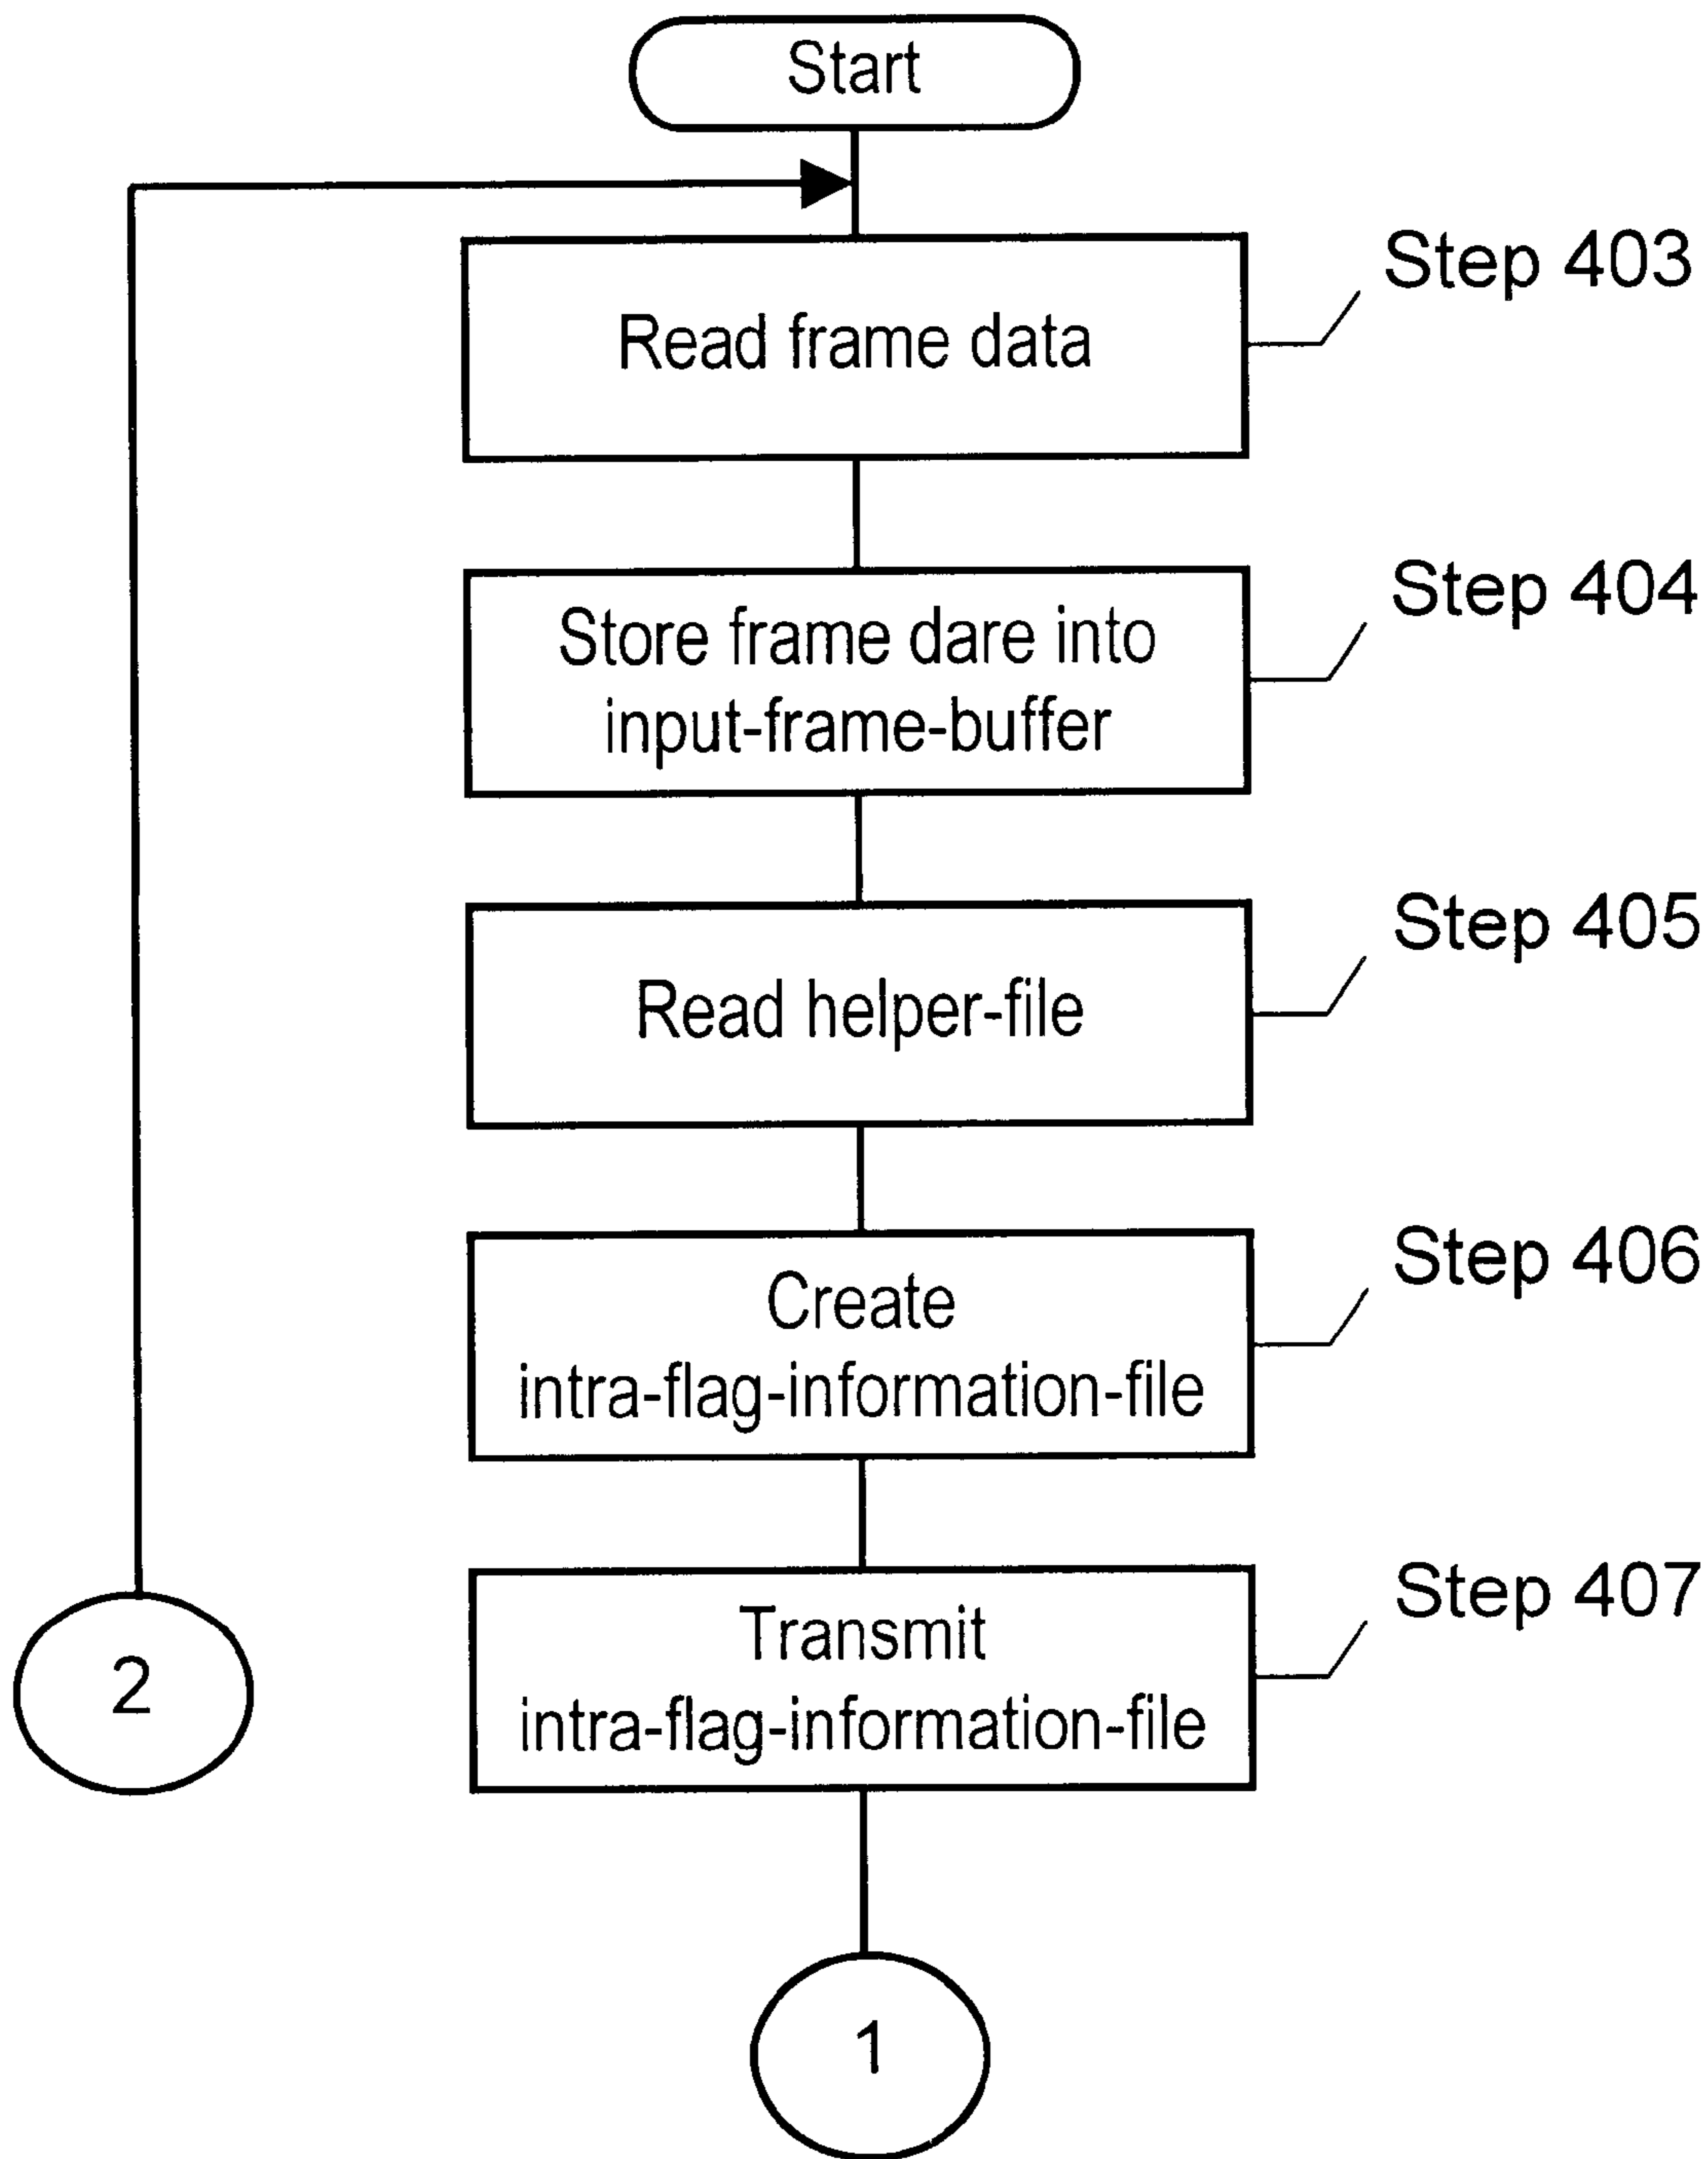 Start
Step 403
Read frame data
Step 404
Store frame dare into
input-frame-buffer
Step 405
Read helper-file
Step 406
Create
intra-flag-information-file
Step 407
Transmit
intra-flag-information-file
2
1